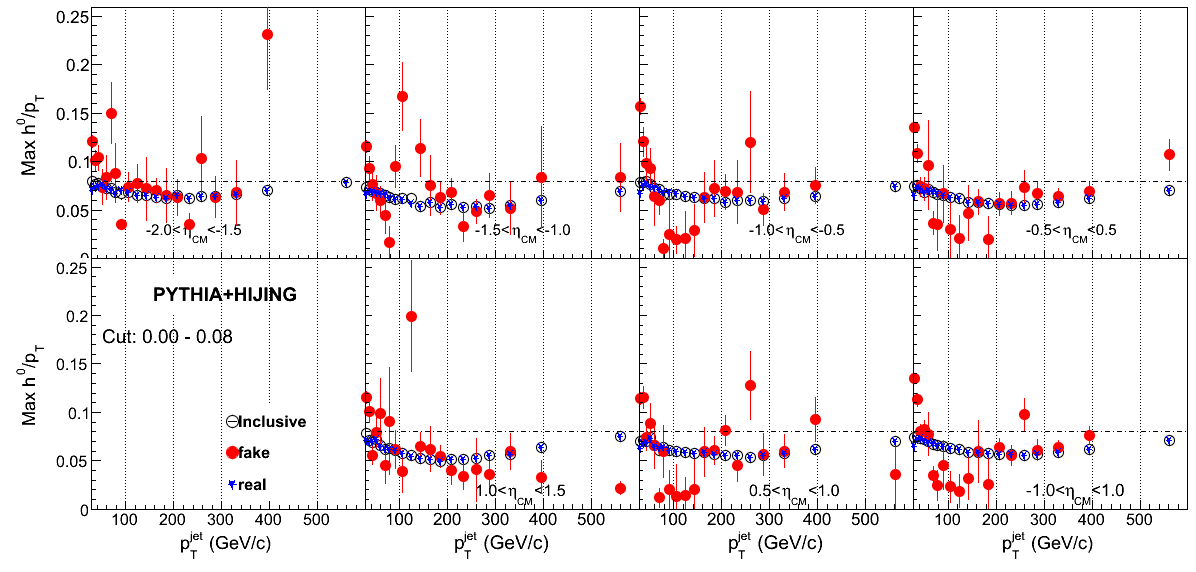 0.25
0.2
0.15
0.1
0.05
0
Max h⁰/p_T
-2.0<η_CM<-1.5
-1.5<η_CM<-1.0
-1.0<η_CM<-0.5
-0.5<η_CM<0.5
0.25
0.2
0.15
0.1
0.05
0
Max h⁰/p_T
PYTHIA+HIJING
Cut: 0.00 - 0.08
Inclusive
fake
real
1.0<η_CM<1.5
0.5<η_CM<1.0
-1.0<η_CM<1.0
100 200 300 400 500
100 200 300 400 500
100 200 300 400 500
100 200 300 400 500
p_T^jet (GeV/c)
p_T^jet (GeV/c)
p_T^jet (GeV/c)
p_T^jet (GeV/c)